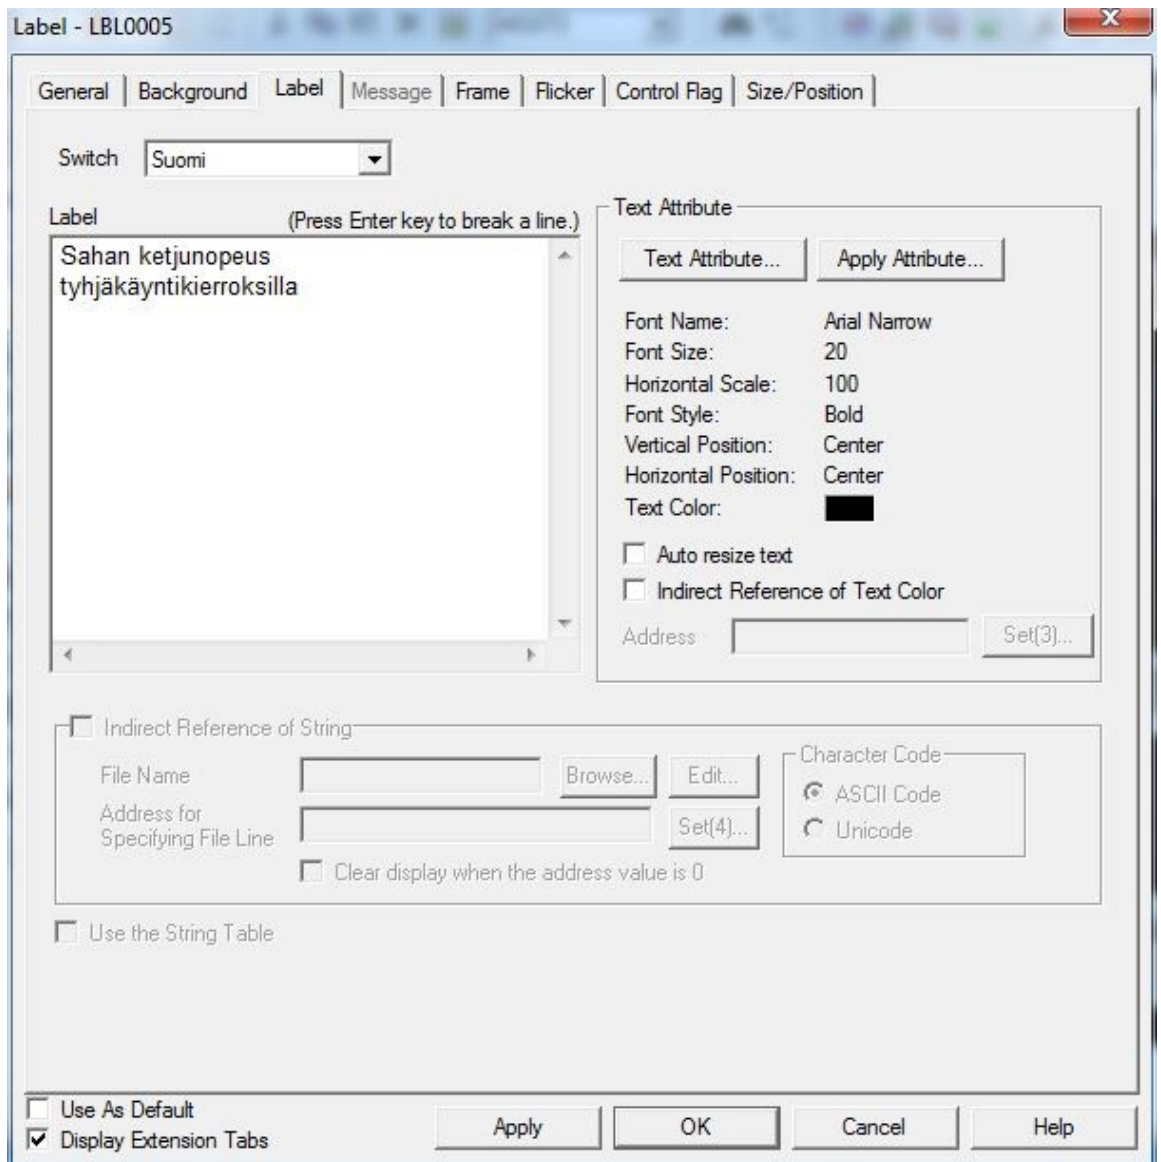 Label - LBL0005
General
Background
Label
Message
Frame
Flicker
Control Flag
Size/Position
Switch
Suomi
Label
(Press Enter key to break a line.)
Sahan ketjunopeus
tyhjäkäyntikierroksilla
Text Attribute
Text Attribute...
Apply Attribute...
Font Name: Arial Narrow
Font Size: 20
Horizontal Scale: 100
Font Style: Bold
Vertical Position: Center
Horizontal Position: Center
Text Color:
Auto resize text
Indirect Reference of Text Color
Address
Set(3)...
Indirect Reference of String
File Name
Browse...
Edit...
Address for
Specifying File Line
Set(4)...
Clear display when the address value is 0
Character Code
ASCII Code
Unicode
Use the String Table
Use As Default
Display Extension Tabs
Apply
OK
Cancel
Help